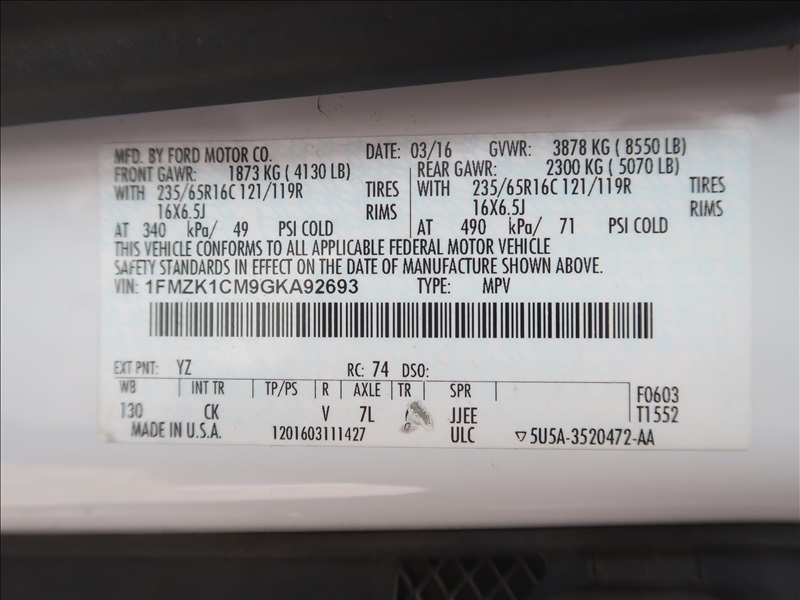 MFD. BY FORD MOTOR CO. DATE: 03/16 GVWR: 3878 KG ( 8550 LB)
FRONT GAWR: 1873 KG ( 4130 LB) REAR GAWR: 2300 KG ( 5070 LB)
WITH 235/65R16C 121/119R TIRES WITH 235/65R16C 121/119R TIRES
16X6.5J RIMS 16X6.5J RIMS
AT 340 kPa/ 49 PSI COLD AT 490 kPa/ 71 PSI COLD
THIS VEHICLE CONFORMS TO ALL APPLICABLE FEDERAL MOTOR VEHICLE
SAFETY STANDARDS IN EFFECT ON THE DATE OF MANUFACTURE SHOWN ABOVE.
VIN: 1FMZK1CM9GKA92693 TYPE: MPV
EXT PNT: YZ RC: 74 DSO:
WB INT TR TP/PS R AXLE TR SPR F0603
130 CK V 7L JJEE T1552
MADE IN U.S.A. 1201603111427 ULC ▽5U5A-3520472-AA